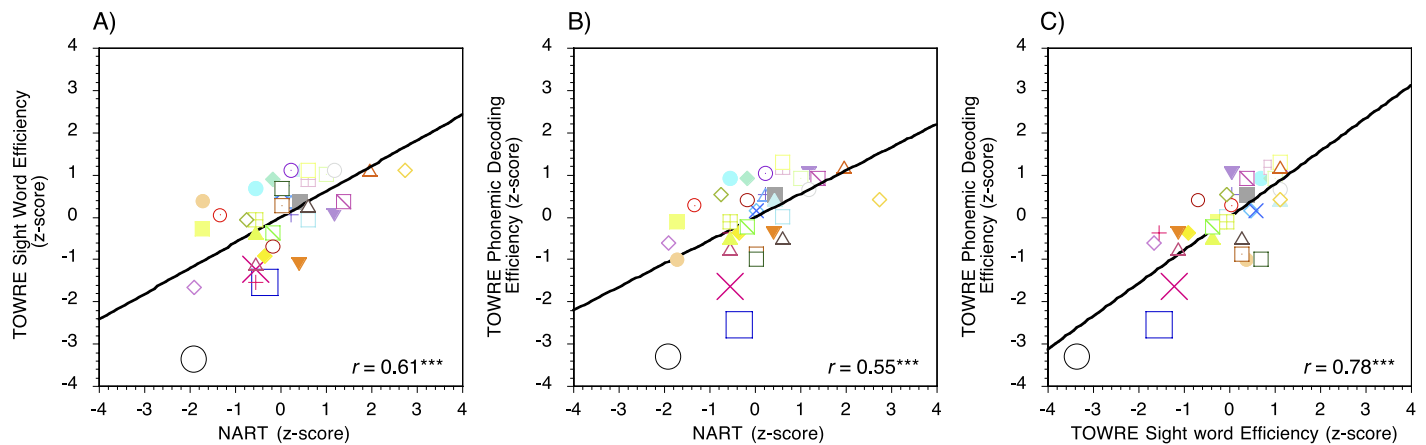 A)
TOWRE Sight Word Efficiency
(z-score)
4
3
2
1
0
-1
-2
-3
-4
r = 0.61***
-4 -3 -2 -1 0 1 2 3 4
NART (z-score)
B)
TOWRE Phonemic Decoding
Efficiency (z-score)
4
3
2
1
0
-1
-2
-3
-4
r = 0.55***
-4 -3 -2 -1 0 1 2 3 4
NART (z-score)
C)
TOWRE Phonemic Decoding
Efficiency (z-score)
4
3
2
1
0
-1
-2
-3
-4
r = 0.78***
-4 -3 -2 -1 0 1 2 3 4
TOWRE Sight word Efficiency (z-score)